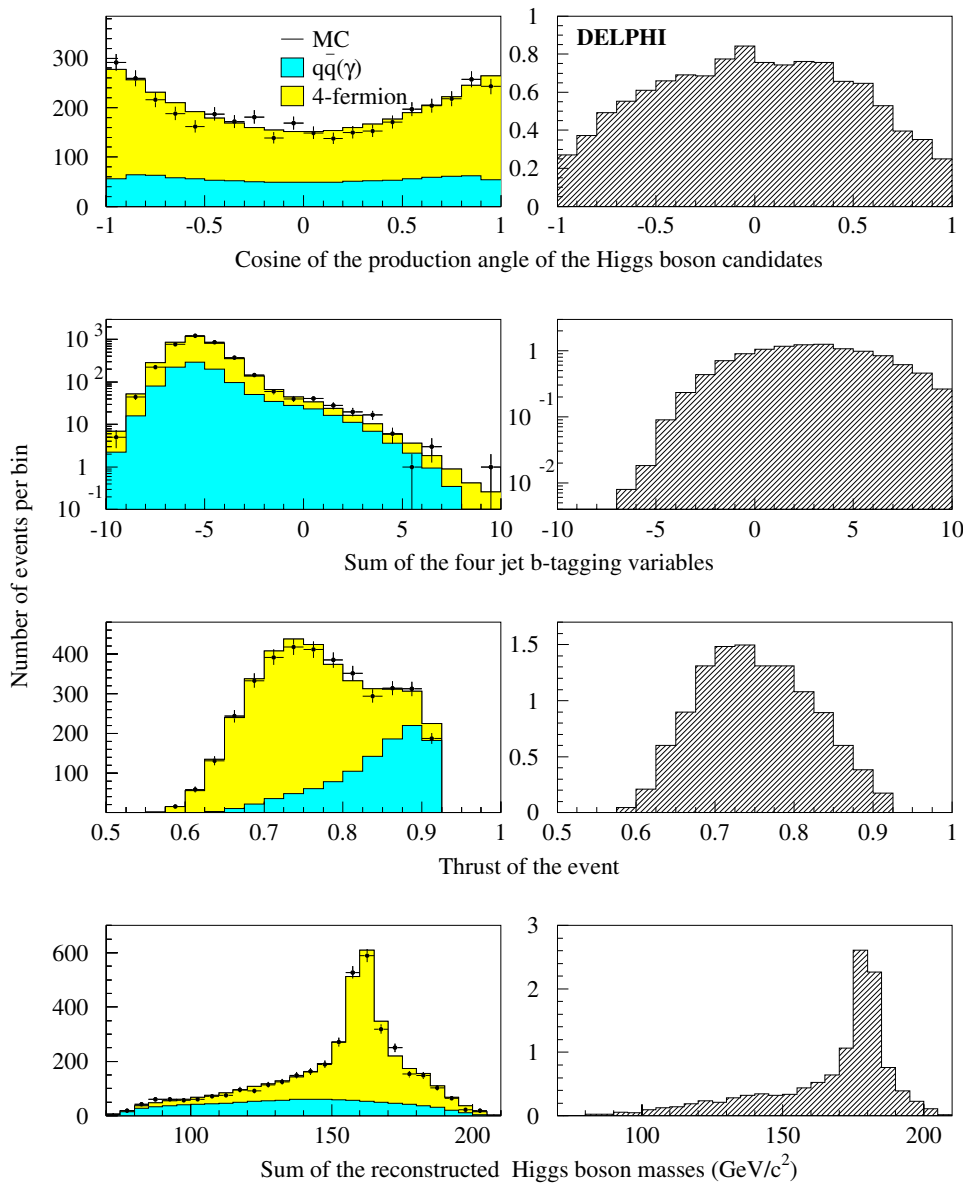 DELPHI
MC
qq̄(γ)
4-fermion
300
200
100
0
-1 -0.5 0 0.5 1
1
0.8
0.6
0.4
0.2
0
-1 -0.5 0 0.5 1
Cosine of the production angle of the Higgs boson candidates
Number of events per bin
10³
10²
10
1
10⁻¹
-10 -5 0 5 10
1
10⁻¹
10⁻²
-10 -5 0 5 10
Sum of the four jet b-tagging variables
400
300
200
100
0.5 0.6 0.7 0.8 0.9 1
1.5
1
0.5
0
0.5 0.6 0.7 0.8 0.9 1
Thrust of the event
600
400
200
0
100 150 200
3
2
1
0
100 150 200
Sum of the reconstructed Higgs boson masses (GeV/c²)